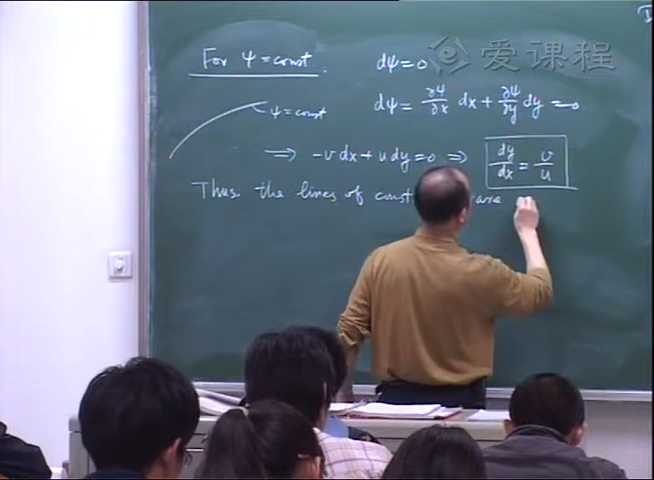 爱课程
For ψ = const.
dψ = 0
dψ = ∂ψ/∂x dx + ∂ψ/∂y dy = 0
ψ = const
⇒ -v dx + u dy = 0 ⇒ dy/dx = v/u
Thus. the lines of const are